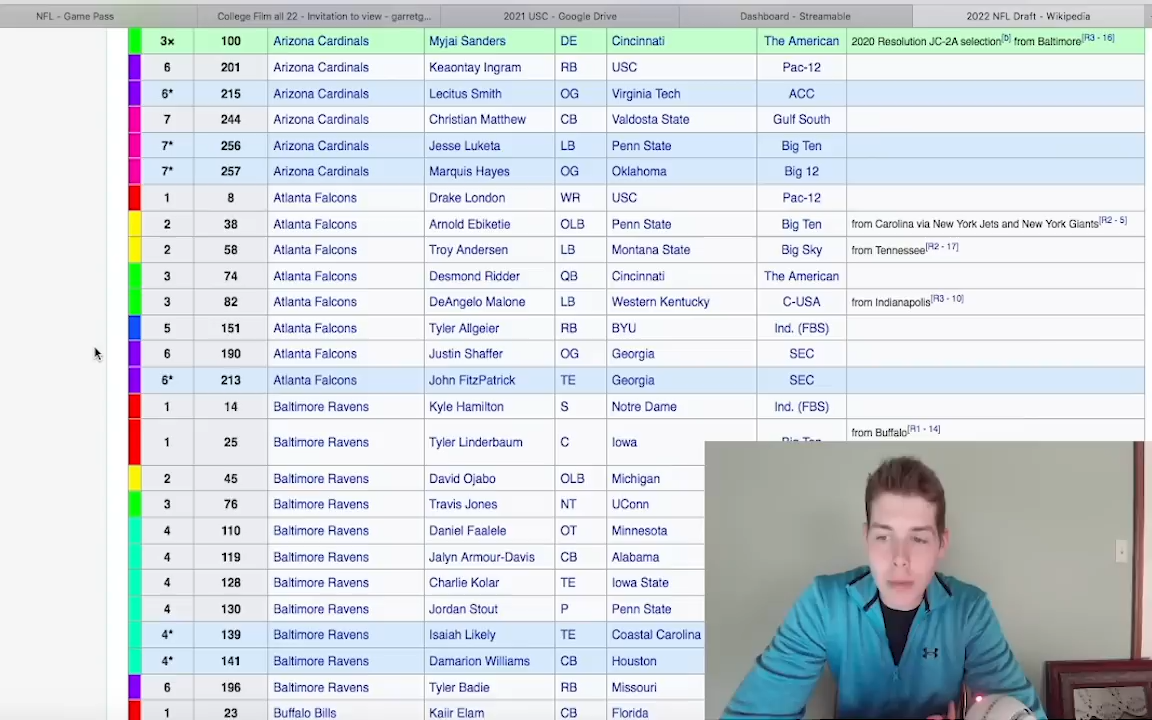 NFL - Game Pass College Film all 22 - Invitation to view - garretg... 2021 USC - Google Drive Dashboard - Streamable 2022 NFL Draft - Wikipedia
3× 100 Arizona Cardinals Myjai Sanders DE Cincinnati The American 2020 Resolution JC-2A selection[b] from Baltimore[R3 - 16]
6 201 Arizona Cardinals Keaontay Ingram RB USC Pac-12
6* 215 Arizona Cardinals Lecitus Smith OG Virginia Tech ACC
7 244 Arizona Cardinals Christian Matthew CB Valdosta State Gulf South
7* 256 Arizona Cardinals Jesse Luketa LB Penn State Big Ten
7* 257 Arizona Cardinals Marquis Hayes OG Oklahoma Big 12
1 8 Atlanta Falcons Drake London WR USC Pac-12
2 38 Atlanta Falcons Arnold Ebiketie OLB Penn State Big Ten from Carolina via New York Jets and New York Giants[R2 - 5]
2 58 Atlanta Falcons Troy Andersen LB Montana State Big Sky from Tennessee[R2 - 17]
3 74 Atlanta Falcons Desmond Ridder QB Cincinnati The American
3 82 Atlanta Falcons DeAngelo Malone LB Western Kentucky C-USA from Indianapolis[R3 - 10]
5 151 Atlanta Falcons Tyler Allgeier RB BYU Ind. (FBS)
6 190 Atlanta Falcons Justin Shaffer OG Georgia SEC
6* 213 Atlanta Falcons John FitzPatrick TE Georgia SEC
1 14 Baltimore Ravens Kyle Hamilton S Notre Dame Ind. (FBS)
1 25 Baltimore Ravens Tyler Linderbaum C Iowa Big Ten from Buffalo[R1 - 14]
2 45 Baltimore Ravens David Ojabo OLB Michigan
3 76 Baltimore Ravens Travis Jones NT UConn
4 110 Baltimore Ravens Daniel Faalele OT Minnesota
4 119 Baltimore Ravens Jalyn Armour-Davis CB Alabama
4 128 Baltimore Ravens Charlie Kolar TE Iowa State
4 130 Baltimore Ravens Jordan Stout P Penn State
4* 139 Baltimore Ravens Isaiah Likely TE Coastal Carolina
4* 141 Baltimore Ravens Damarion Williams CB Houston
6 196 Baltimore Ravens Tyler Badie RB Missouri
1 23 Buffalo Bills Kaiir Elam CB Florida